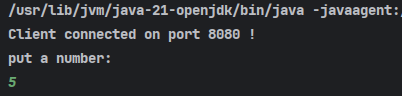 /usr/lib/jvm/java-21-openjdk/bin/java -javaagent:
Client connected on port 8080 !
put a number:
5